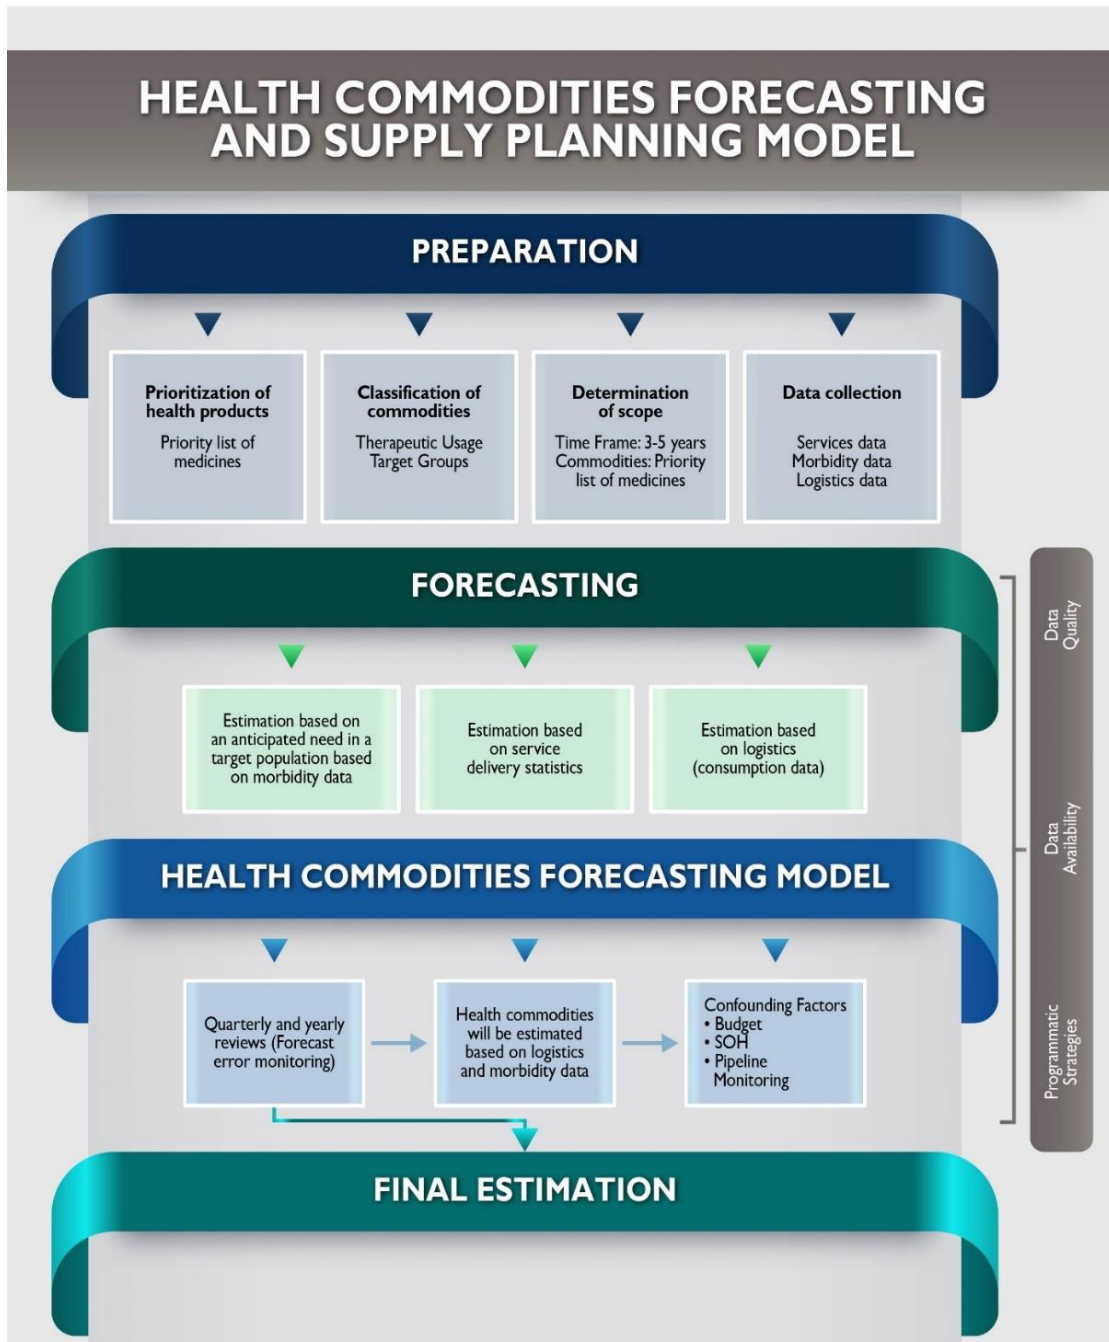 HEALTH COMMODITIES FORECASTING
AND SUPPLY PLANNING MODEL
PREPARATION
Prioritization of
health products
Priority list of
medicines
Classification of
commodities
Therapeutic Usage
Target Groups
Determination
of scope
Time Frame: 3-5 years
Commodities: Priority
list of medicines
Data collection
Services data
Morbidity data
Logistics data
FORECASTING
Estimation based on
an anticipated need in a
target population based
on morbidity data
Estimation based
on service
delivery statistics
Estimation based
on logistics
(consumption data)
HEALTH COMMODITIES FORECASTING MODEL
Quarterly and yearly
reviews (Forecast
error monitoring)
Health commodities
will be estimated
based on logistics
and morbidity data
Confounding Factors
• Budget
• SOH
• Pipeline
Monitoring
FINAL ESTIMATION
Data
Quality
Data
Availability
Programmatic
Strategies